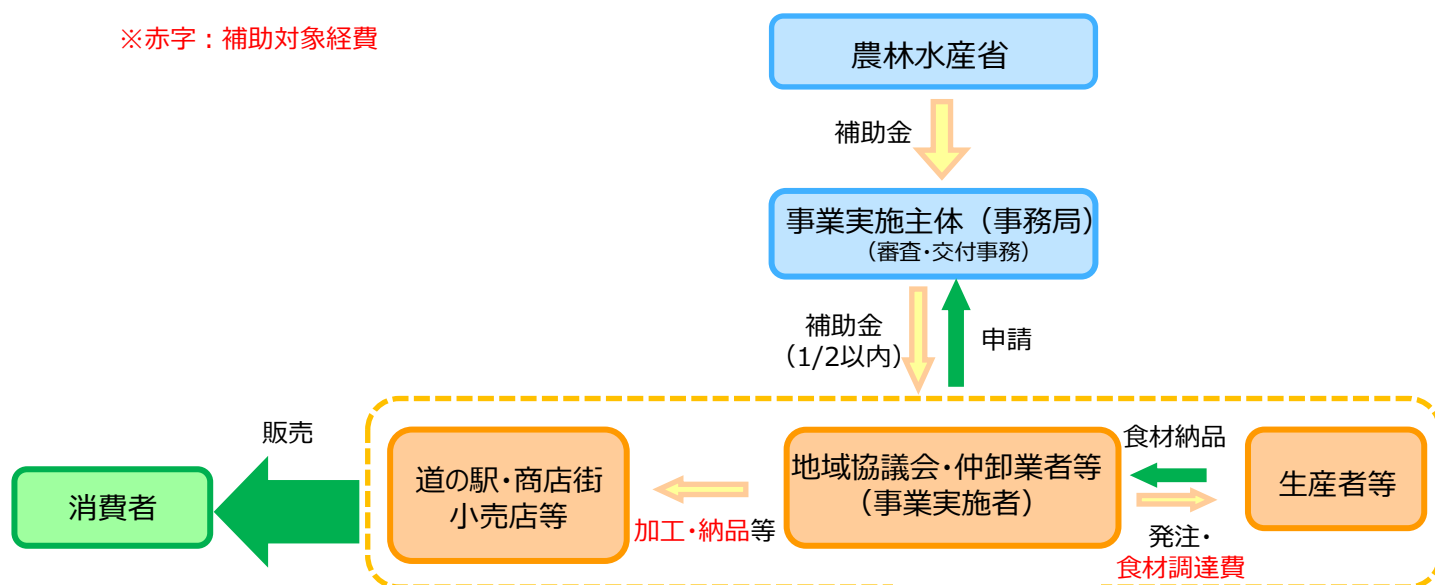 ※赤字：補助対象経費
農林水産省
補助金
事業実施主体（事務局）
（審査・交付事務）
補助金
（1/2以内）
申請
販売
消費者
道の駅・商店街
小売店等
加工・納品等
地域協議会・仲卸業者等
（事業実施者）
食材納品
発注・
食材調達費
生産者等